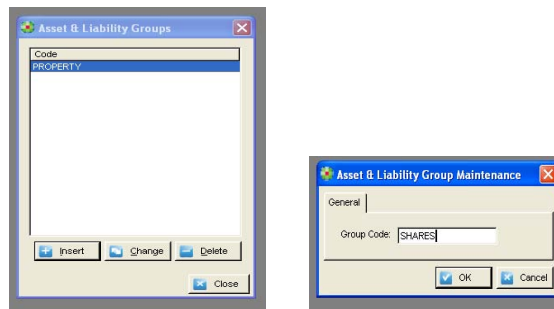 Asset & Liability Groups
Code
PROPERTY
Insert
Change
Delete
Close
Asset & Liability Group Maintenance
General
Group Code: SHARES
OK
Cancel